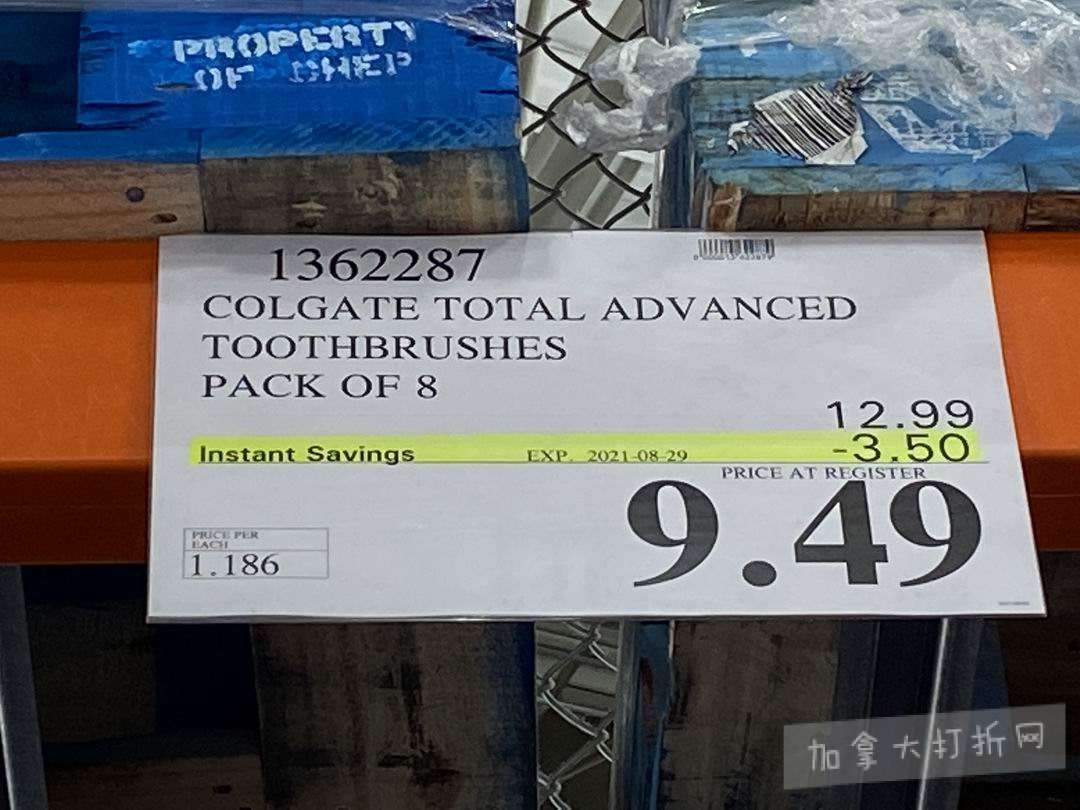 PROPERTY
OF CHEP
1362287
COLGATE TOTAL ADVANCED
TOOTHBRUSHES
PACK OF 8
12.99
Instant Savings EXP. 2021-08-29 -3.50
PRICE AT REGISTER
9.49
PRICE PER
EACH
1.186
加拿大打折网